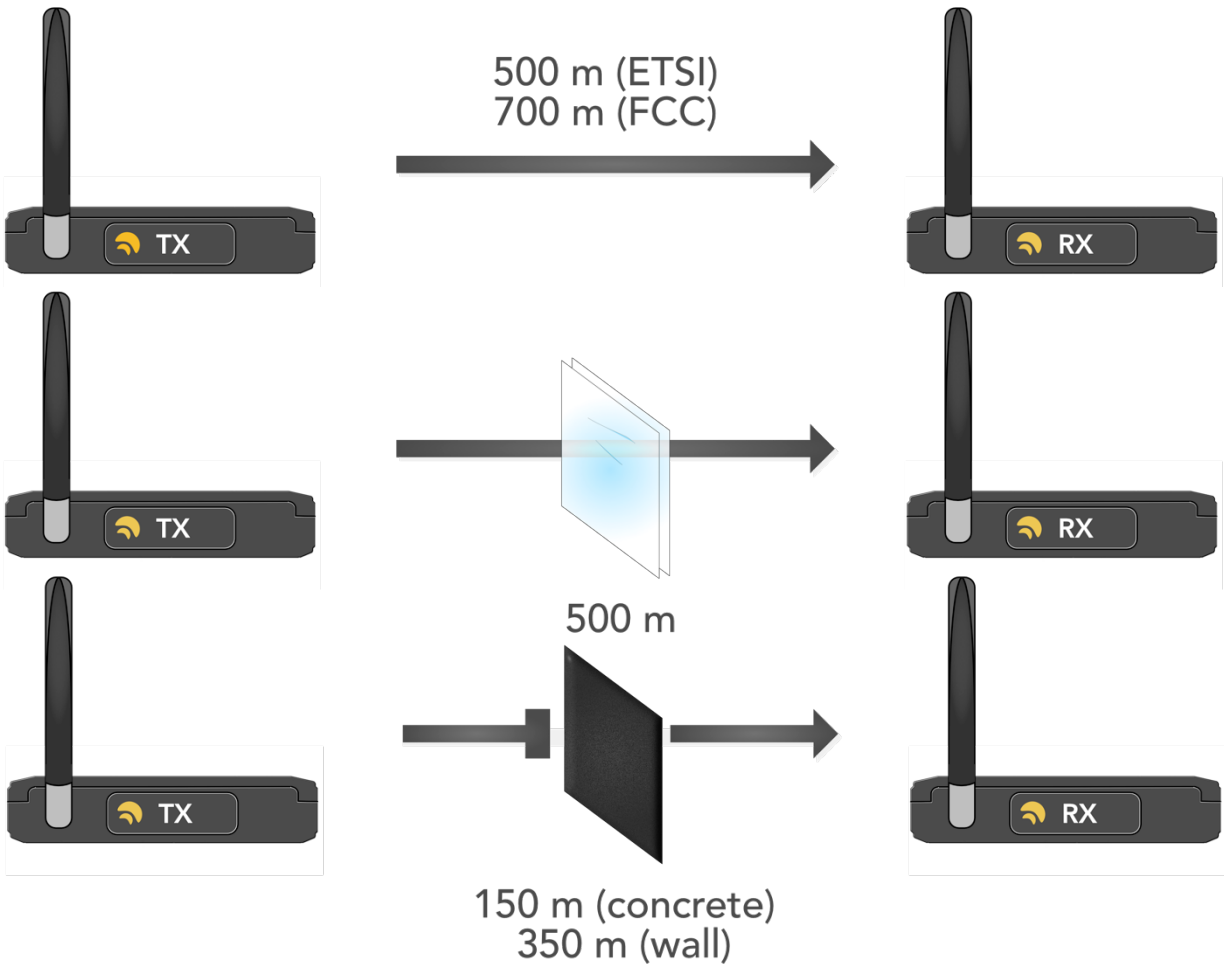 500 m (ETSI)
700 m (FCC)
TX
RX
TX
RX
500 m
TX
RX
150 m (concrete)
350 m (wall)